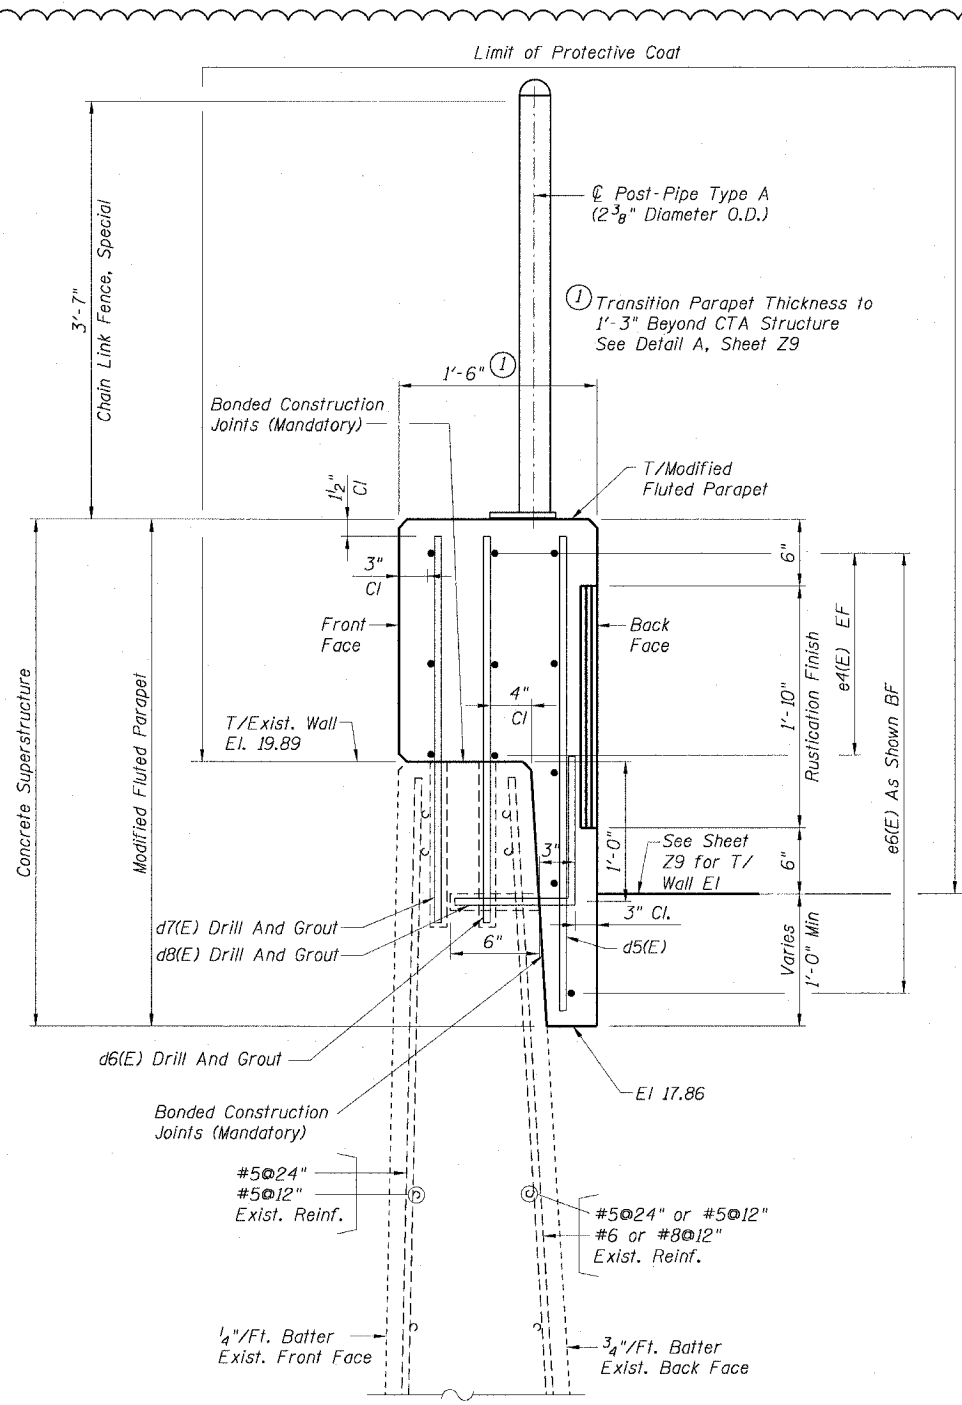 Limit of Protective Coat
℄ Post-Pipe Type A
(2 3/8" Diameter O.D.)
3'-7"
Chain Link Fence, Special
1 Transition Parapet Thickness to
1'-3" Beyond CTA Structure
See Detail A, Sheet Z9
1'-6" 1
Bonded Construction
Joints (Mandatory)
1 1/2"
Cl
T/Modified
Fluted Parapet
3"
Cl
6"
Front
Face
Back
Face
4"
Cl
T/Exist. Wall
El. 19.89
Concrete Superstructure
Modified Fluted Parapet
1'-10"
Rustication Finish
e4(E) EF
e6(E) As Shown BF
1'-0"
3"
See Sheet
Z9 for T/
Wall El
6"
d7(E) Drill And Grout
d8(E) Drill And Grout
6"
3" Cl.
d5(E)
Varies
1'-0" Min
d6(E) Drill And Grout
El 17.86
Bonded Construction
Joints (Mandatory)
#5@24"
#5@12"
Exist. Reinf.
#5@24" or #5@12"
#6 or #8@12"
Exist. Reinf.
1/4"/Ft. Batter
Exist. Front Face
3/4"/Ft. Batter
Exist. Back Face